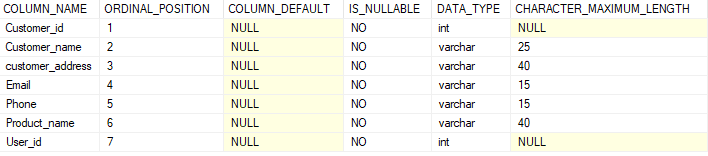 COLUMN_NAME ORDINAL_POSITION COLUMN_DEFAULT IS_NULLABLE DATA_TYPE CHARACTER_MAXIMUM_LENGTH
Customer_id 1 NULL NO int NULL
Customer_name 2 NULL NO varchar 25
customer_address 3 NULL NO varchar 40
Email 4 NULL NO varchar 15
Phone 5 NULL NO varchar 15
Product_name 6 NULL NO varchar 40
User_id 7 NULL NO int NULL